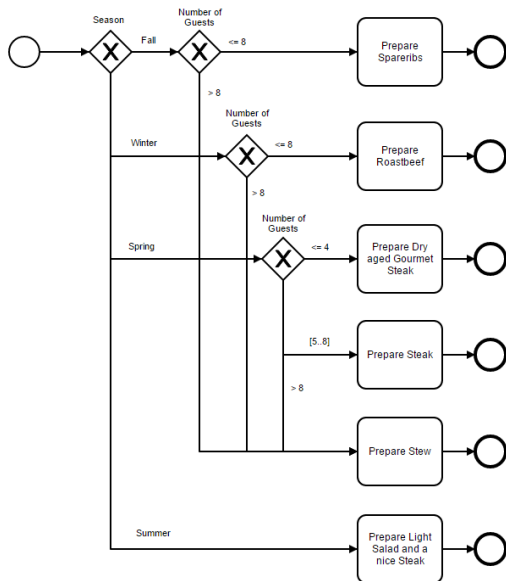 Season
Number of
Guests
Fall
<= 8
Prepare
Spareribs
> 8
Number of
Guests
Winter
<= 8
Prepare
Roastbeef
> 8
Number of
Guests
Spring
<= 4
Prepare Dry
aged Gourmet
Steak
[5..8]
Prepare Steak
> 8
Prepare Stew
Summer
Prepare Light
Salad and a
nice Steak